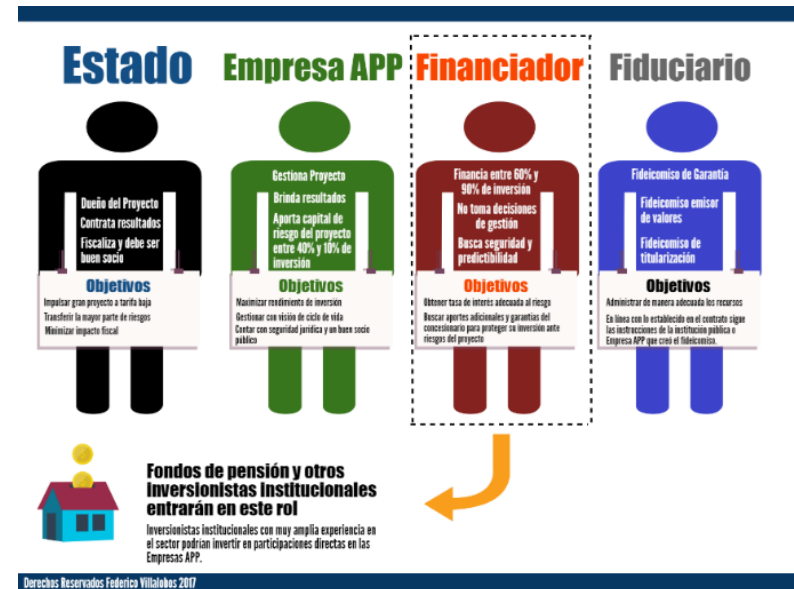 Estado
Dueño del Proyecto
Contrata resultados
Fiscaliza y debe ser
buen socio
Objetivos
Impulsar gran proyecto a tarifa baja
Transferir la mayor parte de riesgos
Minimizar impacto fiscal
Empresa APP
Gestiona Proyecto
Brinda resultados
Aporta capital de
riesgo del proyecto
entre 40% y 10% de
inversión
Objetivos
Maximizar rendimiento de inversión
Gestionar con visión de ciclo de vida
Contar con seguridad jurídica y un buen socio
público
Financiador
Financia entre 60% y
90% de inversión
No toma decisiones
de gestión
Busca seguridad y
predictibilidad
Objetivos
Obtener tasa de interés adecuada al riesgo
Buscar aportes adicionales y garantías del
concesionario para proteger su inversión ante
riesgos del proyecto
Fiduciario
Fideicomiso de Garantía
Fideicomiso emisor
de valores
Fideicomiso de
titularización
Objetivos
Administrar de manera adecuada los recursos
En línea con lo establecido en el contrato sigue
las instrucciones de la institución pública o
Empresa APP que creó el fideicomiso.
Fondos de pensión y otros
inversionistas institucionales
entrarán en este rol
Inversionistas institucionales con muy amplia experiencia en
el sector podrían invertir en participaciones directas en las
Empresas APP.
Derechos Reservados Federico Villalobos 2017